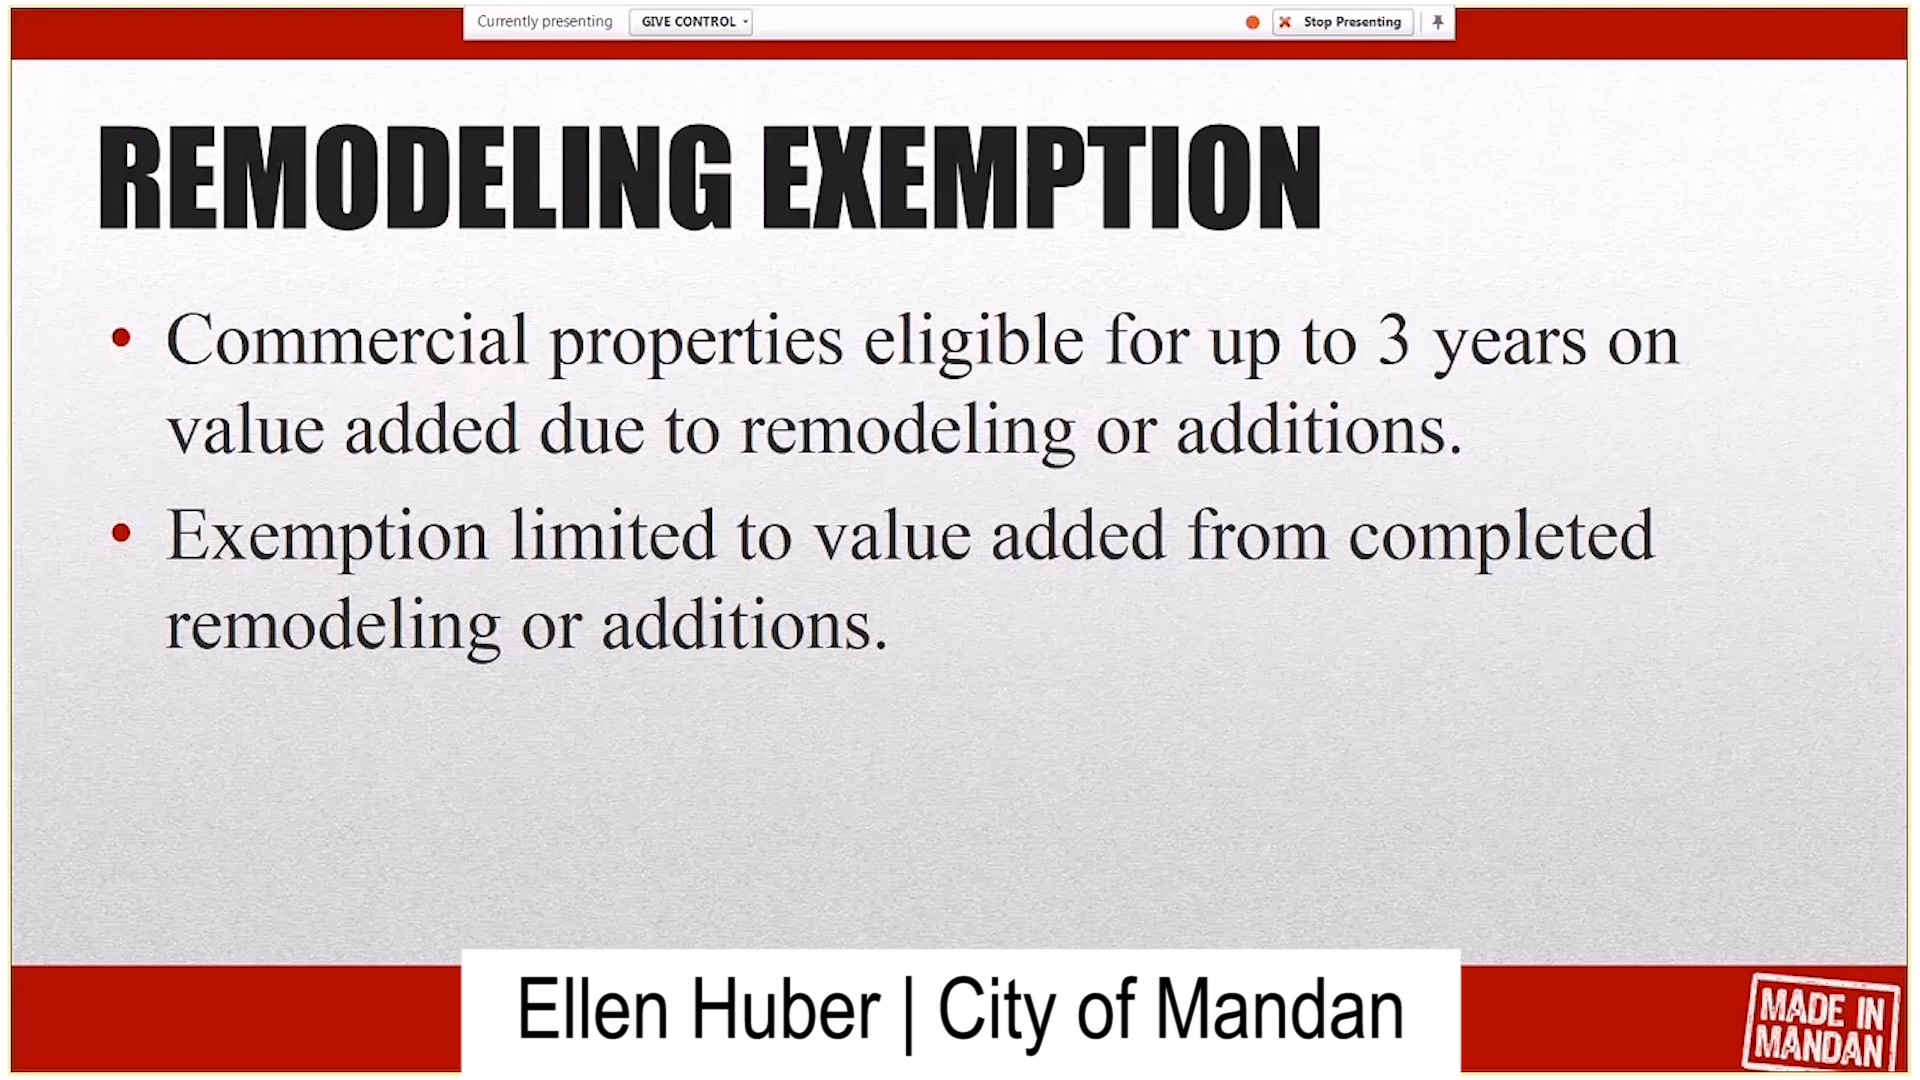 Currently presenting GIVE CONTROL Stop Presenting
REMODELING EXEMPTION
• Commercial properties eligible for up to 3 years on
value added due to remodeling or additions.
• Exemption limited to value added from completed
remodeling or additions.
Ellen Huber | City of Mandan
MADE IN
MANDAN